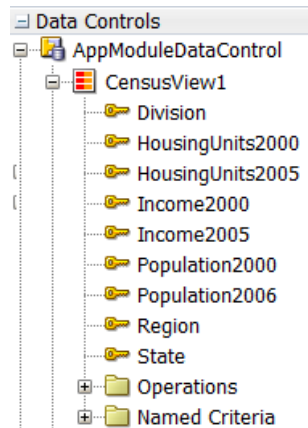 Data Controls
AppModuleDataControl
CensusView1
Division
HousingUnits2000
HousingUnits2005
Income2000
Income2005
Population2000
Population2006
Region
State
Operations
Named Criteria